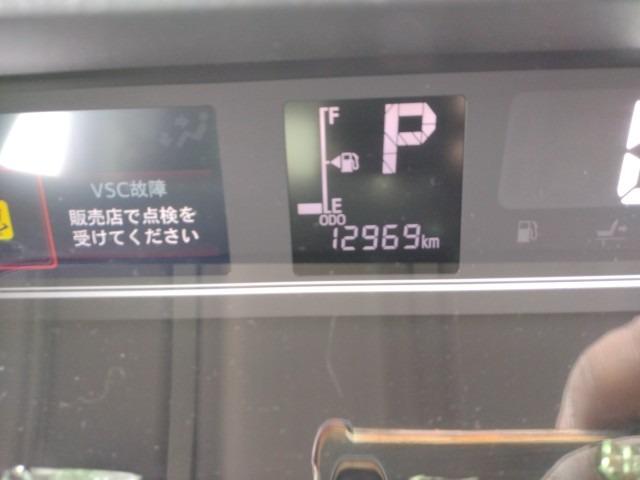 VSC故障
販売店で点検を
受けてください
F
P
E
ODO
12969km